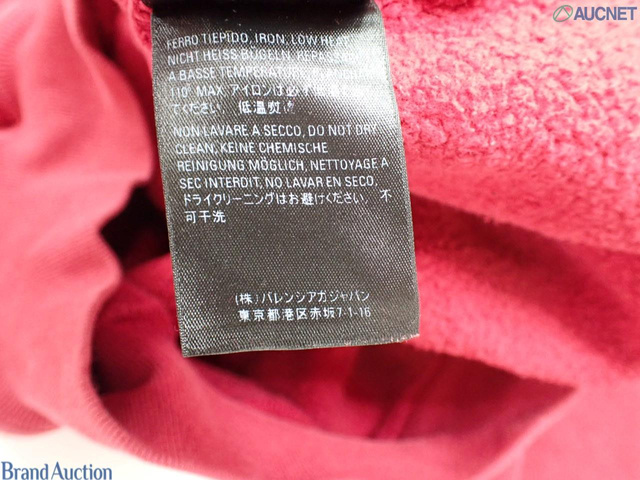 AUCNET
FERRO TIEPIDO, IRON, LOW HEAT
NICHT HEISS BÜGELN, REPASSER
A BASSE TEMPERATURE,
110° MAX. アイロンは必ず
てください, 低温熨
NON LAVARE A SECCO, DO NOT DRY
CLEAN, KEINE CHEMISCHE
REINIGUNG MÖGLICH, NETTOYAGE A
SEC INTERDIT, NO LAVAR EN SECO,
ドライクリーニングはお避けください, 不
可干洗
(株)バレンシアガジャパン
東京都港区赤坂7-1-16
Brand Auction